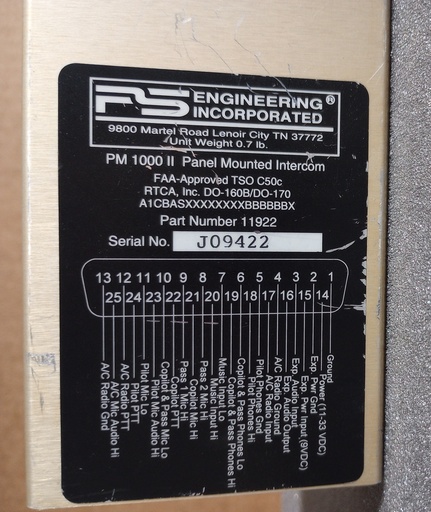 PS ENGINEERING®
INCORPORATED
9800 Martel Road Lenoir City TN 37772
Unit Weight 0.7 lb.
PM 1000 II Panel Mounted Intercom
FAA-Approved TSO C50c
RTCA, Inc. DO-160B/DO-170
A1CBASXXXXXXXXBBBBBBX
Part Number 11922
Serial No. J09422
13 12 11 10 9 8 7 6 5 4 3 2 1
25 24 23 22 21 20 19 18 17 16 15 14
Ground
Power (11-33 VDC)
Exp. Pwr Gnd
Exp. Pwr Input (9VDC)
Exp. Audio Input
Exp. Audio Output
A/C Radio Ground
A/C Radio Input
Pilot Phones Gnd
Pilot Phones Hi
Copilot & Pass Phones Lo
Copilot & Pass Phones Hi
Music Input Lo
Music Input Hi
Pass 2 Mic Hi
Copilot Mic Hi
Pass 1 Mic Hi
Copilot PTT
Copilot & Pass Mic Lo
Pilot Mic Audio Hi
Pilot Mic Lo
Pilot PTT
A/C Radio PTT
A/C Mic Audio Hi
A/C Radio Gnd